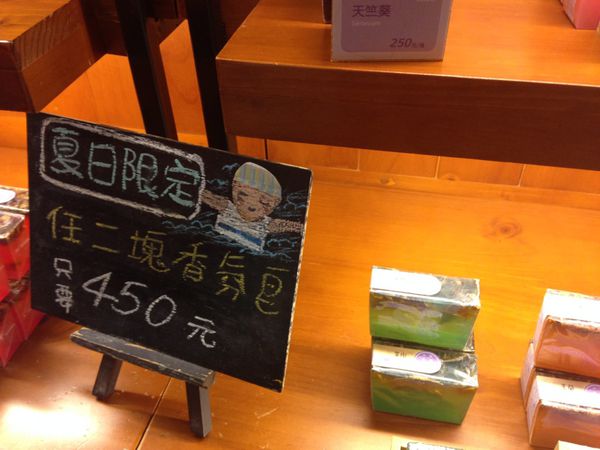 天竺葵
250元/塊
夏日限定
任二塊香氛皂
只要450元